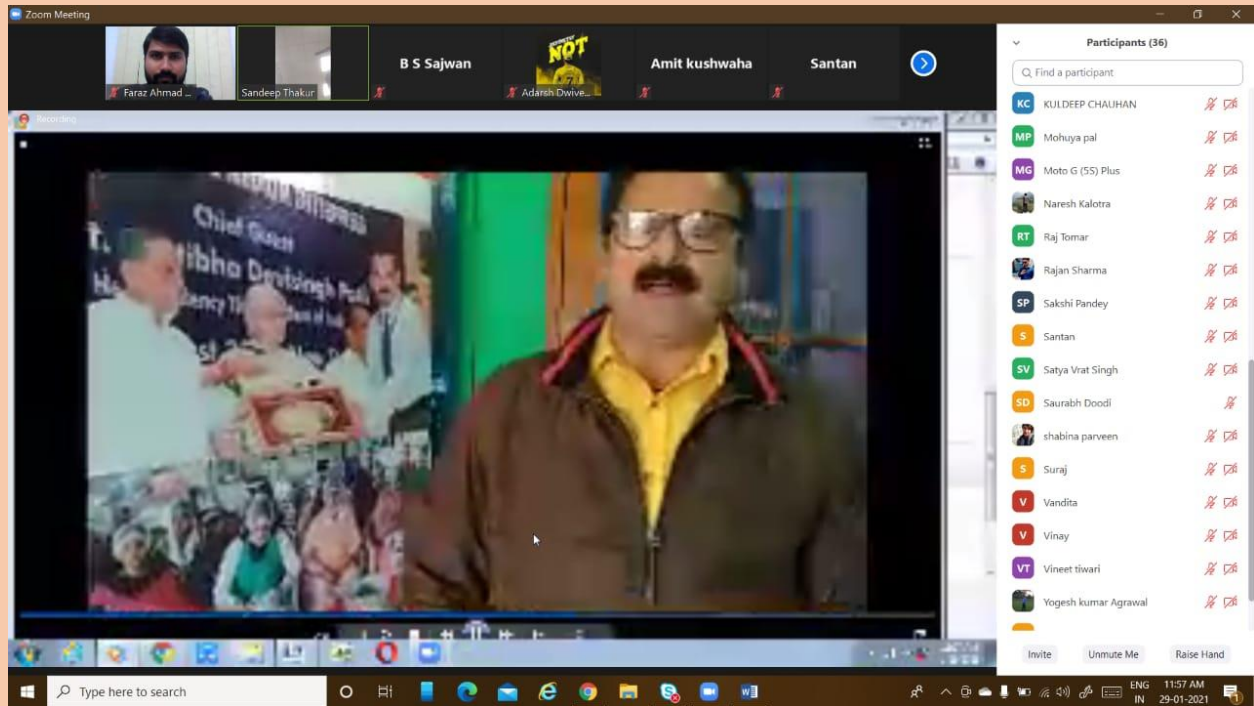 Zoom Meeting
Faraz Ahmad ...
Sandeep Thakur
B S Sajwan
NOT
7
Adarsh Dwive...
Amit kushwaha
Santan
Recording
Chief Guest
Devisingh
Participants (36)
Find a participant
KC KULDEEP CHAUHAN
MP Mohuya pal
MG Moto G (5S) Plus
Naresh Kalotra
RT Raj Tomar
Rajan Sharma
SP Sakshi Pandey
S Santan
SV Satya Vrat Singh
SD Saurabh Doodi
shabina parveen
S Suraj
V Vandita
V Vinay
VT Vineet tiwari
Yogesh kumar Agrawal
Invite
Unmute Me
Raise Hand
Type here to search
ENG
IN
11:57 AM
29-01-2021
1